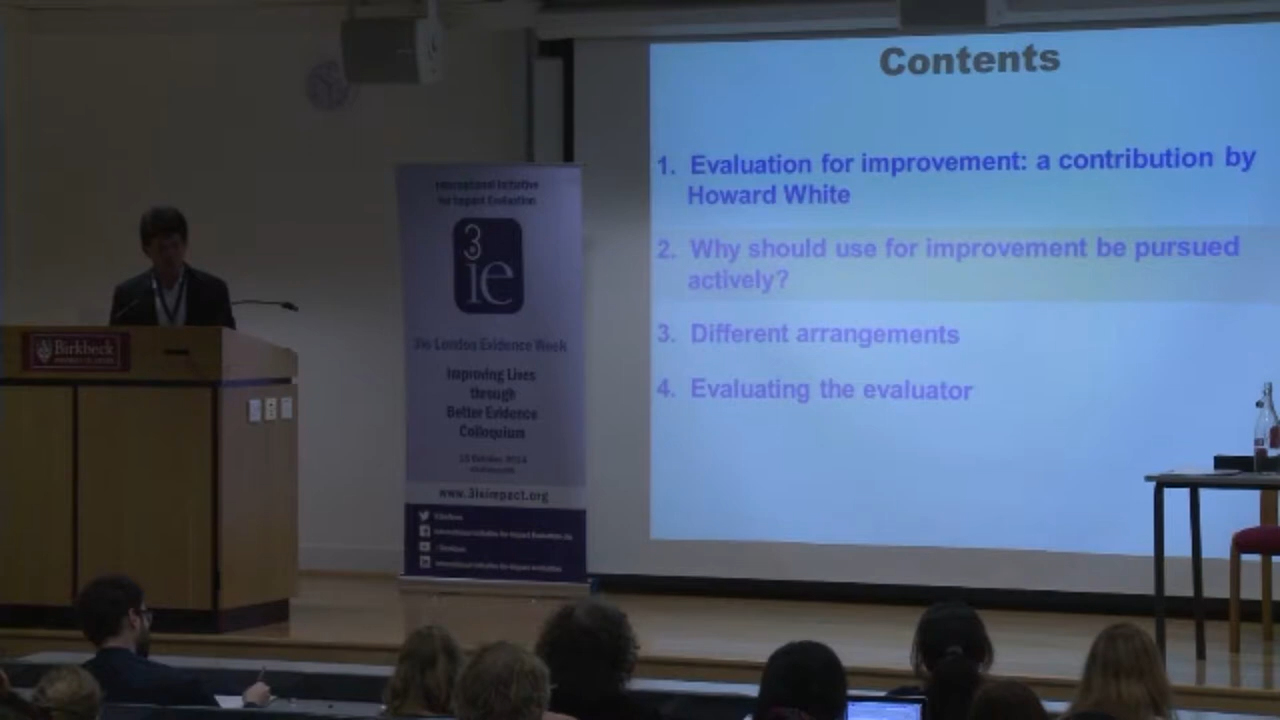 Contents
1. Evaluation for improvement: a contribution by
Howard White
2. Why should use for improvement be pursued
actively?
3. Different arrangements
4. Evaluating the evaluator
International Initiative
for Impact Evaluation
3
ie
3ie London Evidence Week
Improving Lives
through
Better Evidence
Colloquium
www.3ieimpact.org
Birkbeck